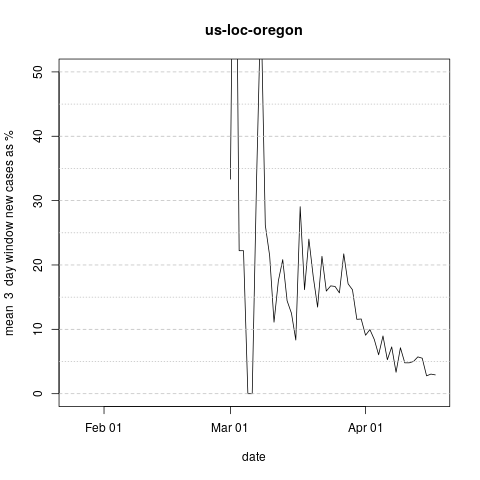 us-loc-oregon
mean 3 day window new cases as %
50
40
30
20
10
0
Feb 01
Mar 01
Apr 01
date